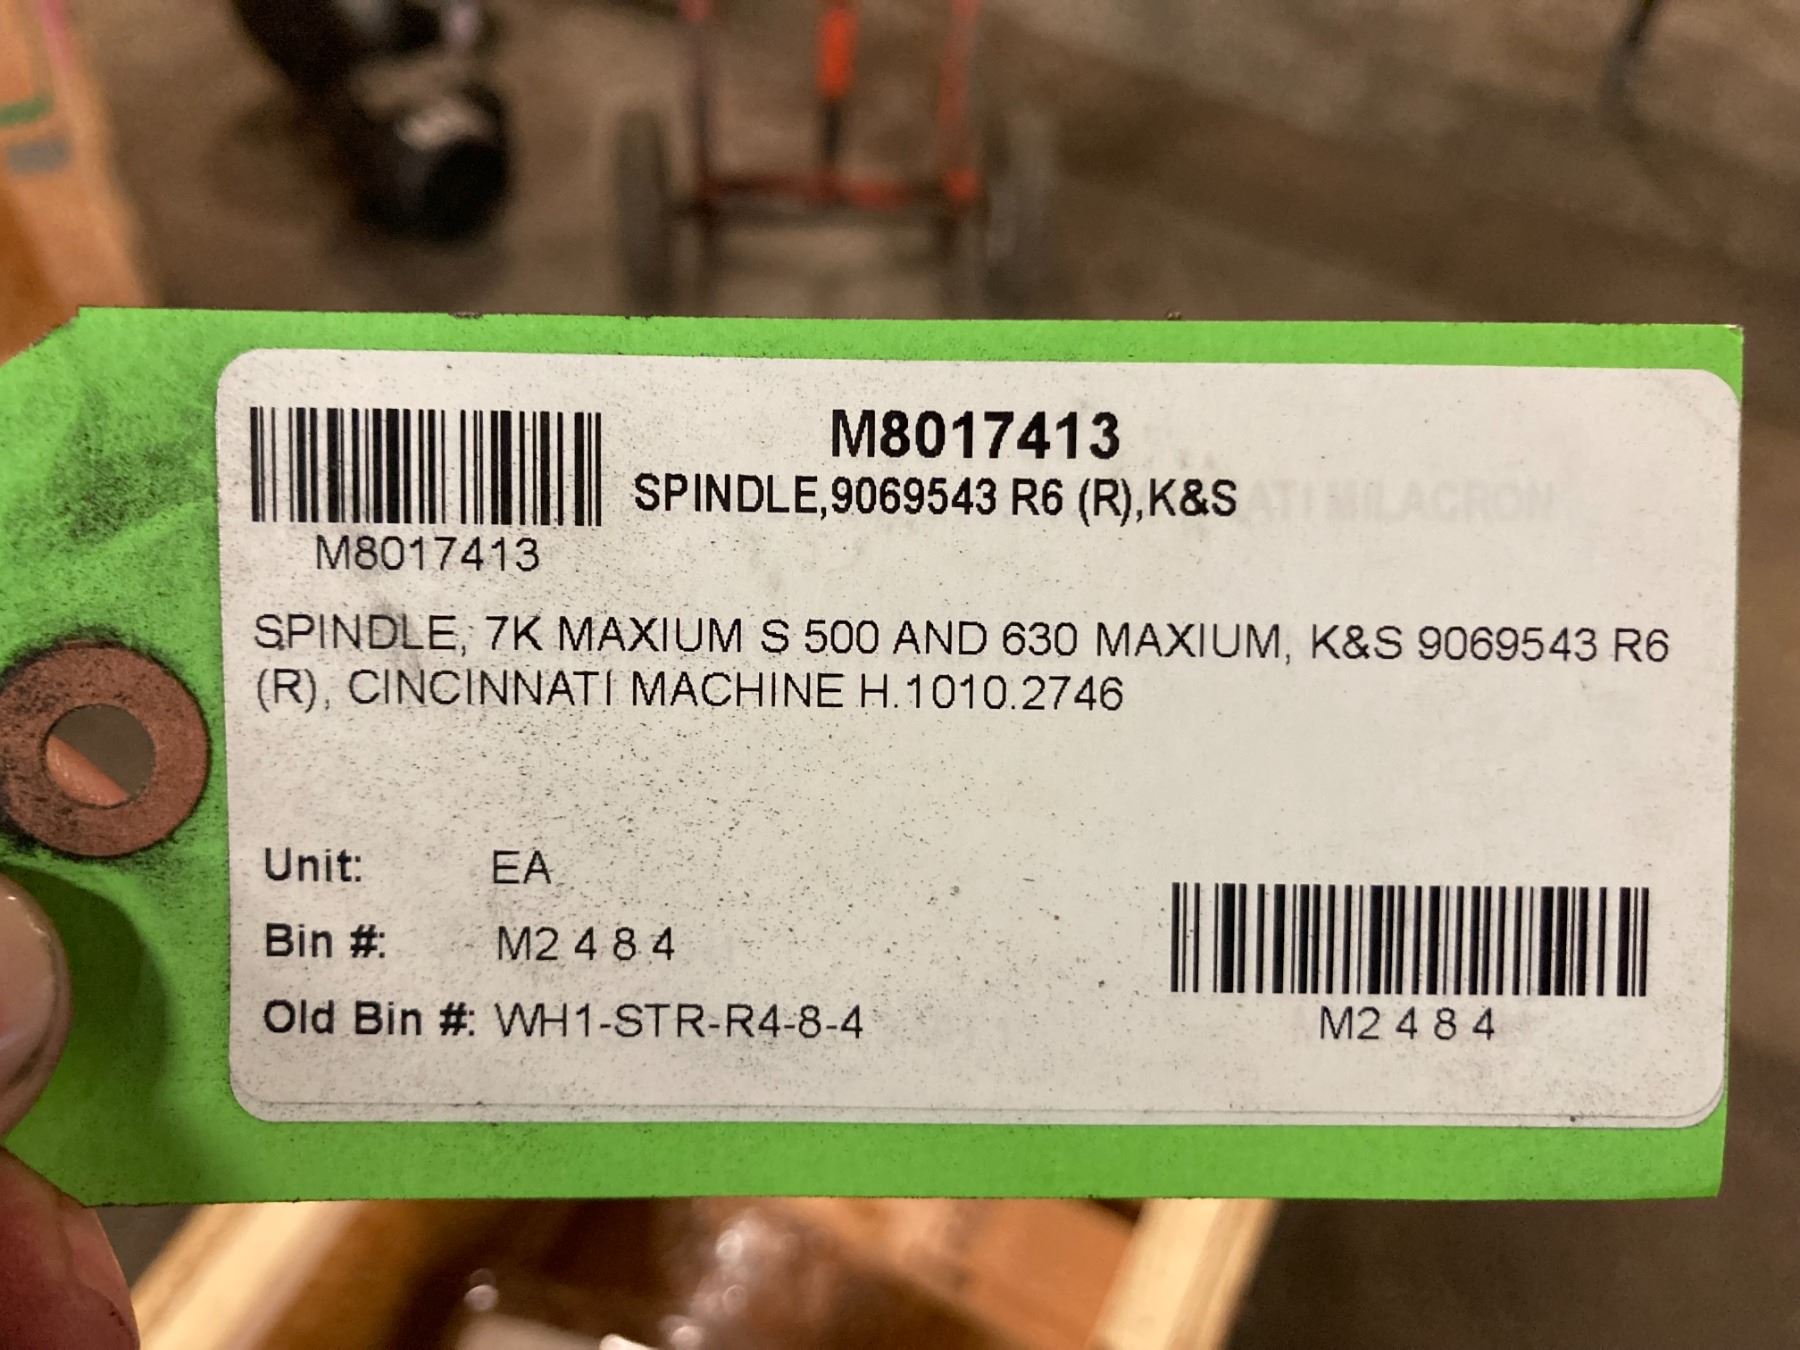 M8017413
SPINDLE,9069543 R6 (R),K&S
M8017413
SPINDLE, 7K MAXIUM S 500 AND 630 MAXIUM, K&S 9069543 R6
(R), CINCINNATI MACHINE H.1010.2746
Unit: EA
Bin #: M2 4 8 4
Old Bin #: WH1-STR-R4-8-4
M2 4 8 4